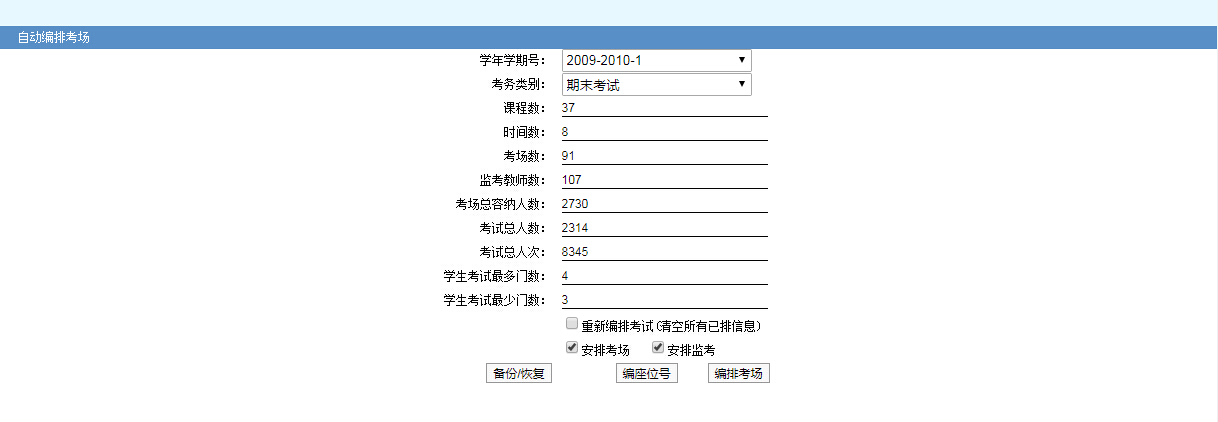 自动编排考场
学年学期号： 2009-2010-1
考务类别： 期末考试
课程数： 37
时间数： 8
考场数： 91
监考教师数： 107
考场总容纳人数： 2730
考试总人数： 2314
考试总人次： 8345
学生考试最多门数： 4
学生考试最少门数： 3
重新编排考试(清空所有已排信息)
安排考场 安排监考
备份/恢复 编座位号 编排考场